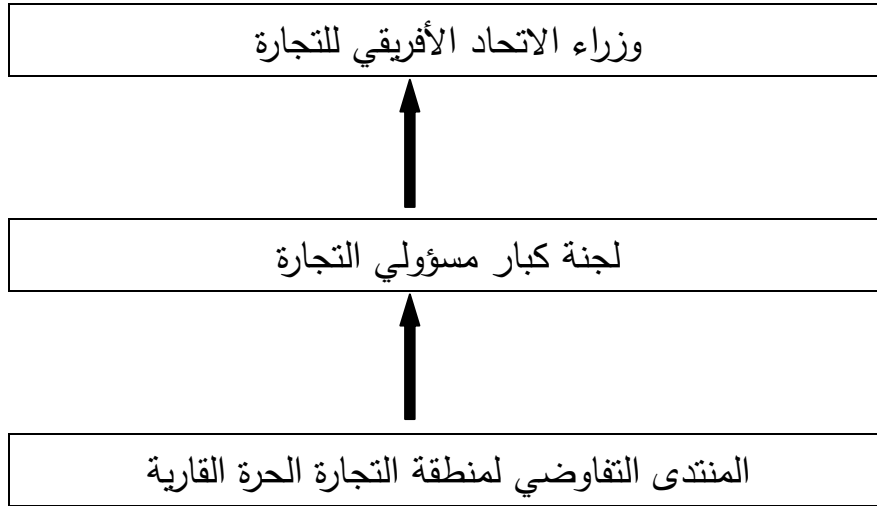 وزراء الاتحاد الأفريقي للتجارة
لجنة كبار مسؤولي التجارة
المنتدى التفاوضي لمنطقة التجارة الحرة القارية